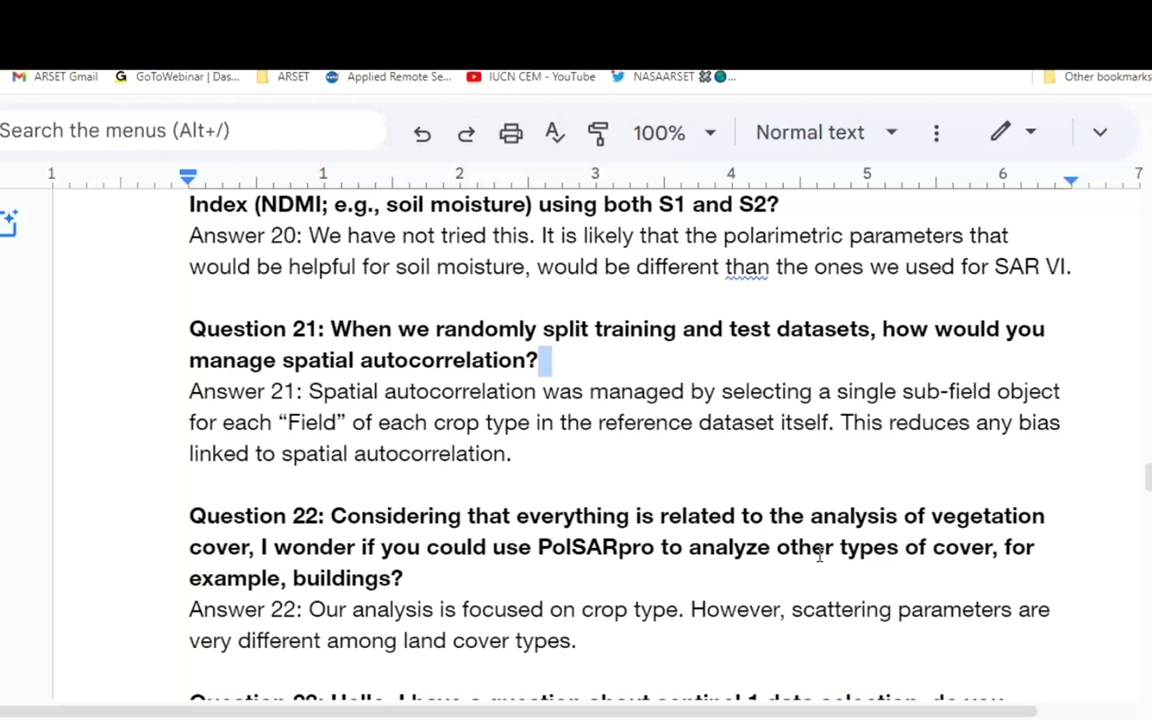 ARSET Gmail GoToWebinar | Das... ARSET Applied Remote Se... IUCN CEM - YouTube NASAARSET Other bookmarks
Search the menus (Alt+/) 100% Normal text
1 1 2 3 4 5 6 7
Index (NDMI; e.g., soil moisture) using both S1 and S2?
Answer 20: We have not tried this. It is likely that the polarimetric parameters that
would be helpful for soil moisture, would be different than the ones we used for SAR VI.
Question 21: When we randomly split training and test datasets, how would you
manage spatial autocorrelation?
Answer 21: Spatial autocorrelation was managed by selecting a single sub-field object
for each “Field” of each crop type in the reference dataset itself. This reduces any bias
linked to spatial autocorrelation.
Question 22: Considering that everything is related to the analysis of vegetation
cover, I wonder if you could use PolSARpro to analyze other types of cover, for
example, buildings?
Answer 22: Our analysis is focused on crop type. However, scattering parameters are
very different among land cover types.